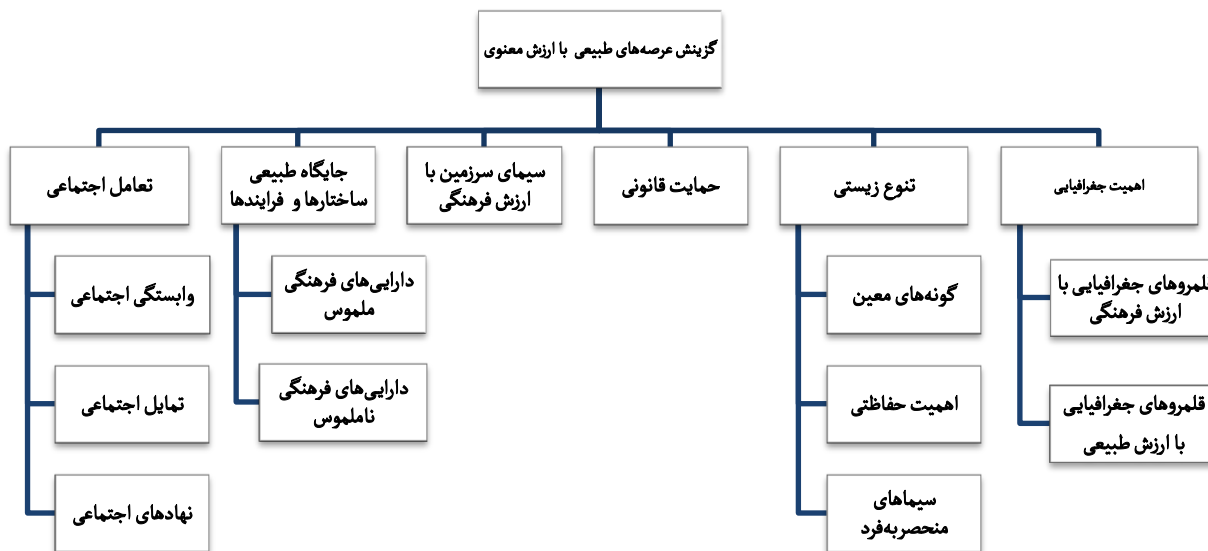 گزینش عرصه‌های طبیعی با ارزش معنوی
اهمیت جغرافیایی
قلمروهای جغرافیایی با
ارزش فرهنگی
قلمروهای جغرافیایی
با ارزش طبیعی
تنوع زیستی
گونه‌های معین
اهمیت حفاظتی
سیماهای
منحصربه‌فرد
حمایت قانونی
سیمای سرزمین با
ارزش فرهنگی
جایگاه طبیعی
ساختارها و فرایندها
دارایی‌های فرهنگی
ملموس
دارایی‌های فرهنگی
ناملموس
تعامل اجتماعی
وابستگی اجتماعی
تمایل اجتماعی
نهادهای اجتماعی